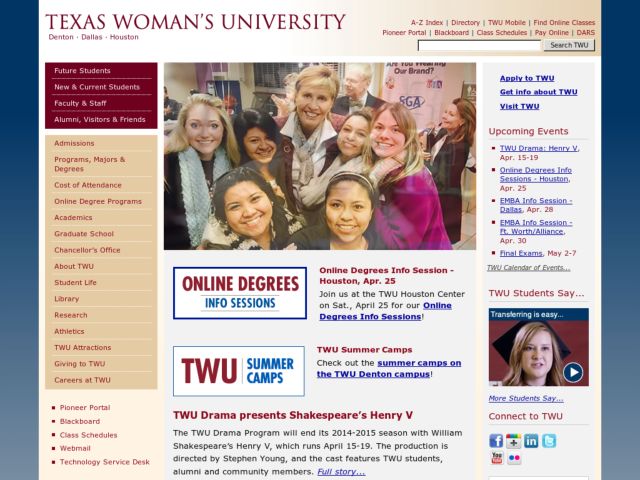 TEXAS WOMAN'S UNIVERSITY
Denton · Dallas · Houston
A-Z Index | Directory | TWU Mobile | Find Online Classes
Pioneer Portal | Blackboard | Class Schedules | Pay Online | DARS
Search TWU
Future Students
New & Current Students
Faculty & Staff
Alumni, Visitors & Friends
Admissions
Programs, Majors &
Degrees
Cost of Attendance
Online Degree Programs
Academics
Graduate School
Chancellor's Office
About TWU
Student Life
Library
Research
Athletics
TWU Attractions
Giving to TWU
Careers at TWU
Pioneer Portal
Blackboard
Class Schedules
Webmail
Technology Service Desk
Our Brand?
SGA
ONLINE DEGREES
INFO SESSIONS
Online Degrees Info Session -
Houston, Apr. 25
Join us at the TWU Houston Center
on Sat., April 25 for our Online
Degrees Info Sessions!
TWU SUMMER
CAMPS
TWU Summer Camps
Check out the summer camps on
the TWU Denton campus!
TWU Drama presents Shakespeare's Henry V
The TWU Drama Program will end its 2014-2015 season with William
Shakespeare's Henry V, which runs April 15-19. The production is
directed by Stephen Young, and the cast features TWU students,
alumni and community members. Full story...
Apply to TWU
Get info about TWU
Visit TWU
Upcoming Events
TWU Drama: Henry V,
Apr. 15-19
Online Degrees Info
Sessions - Houston,
Apr. 25
EMBA Info Session -
Dallas, Apr. 28
EMBA Info Session -
Ft. Worth/Alliance,
Apr. 30
Final Exams, May 2-7
TWU Calendar of Events...
TWU Students Say...
Transferring is easy...
More Students Say...
Connect to TWU
You
Tube